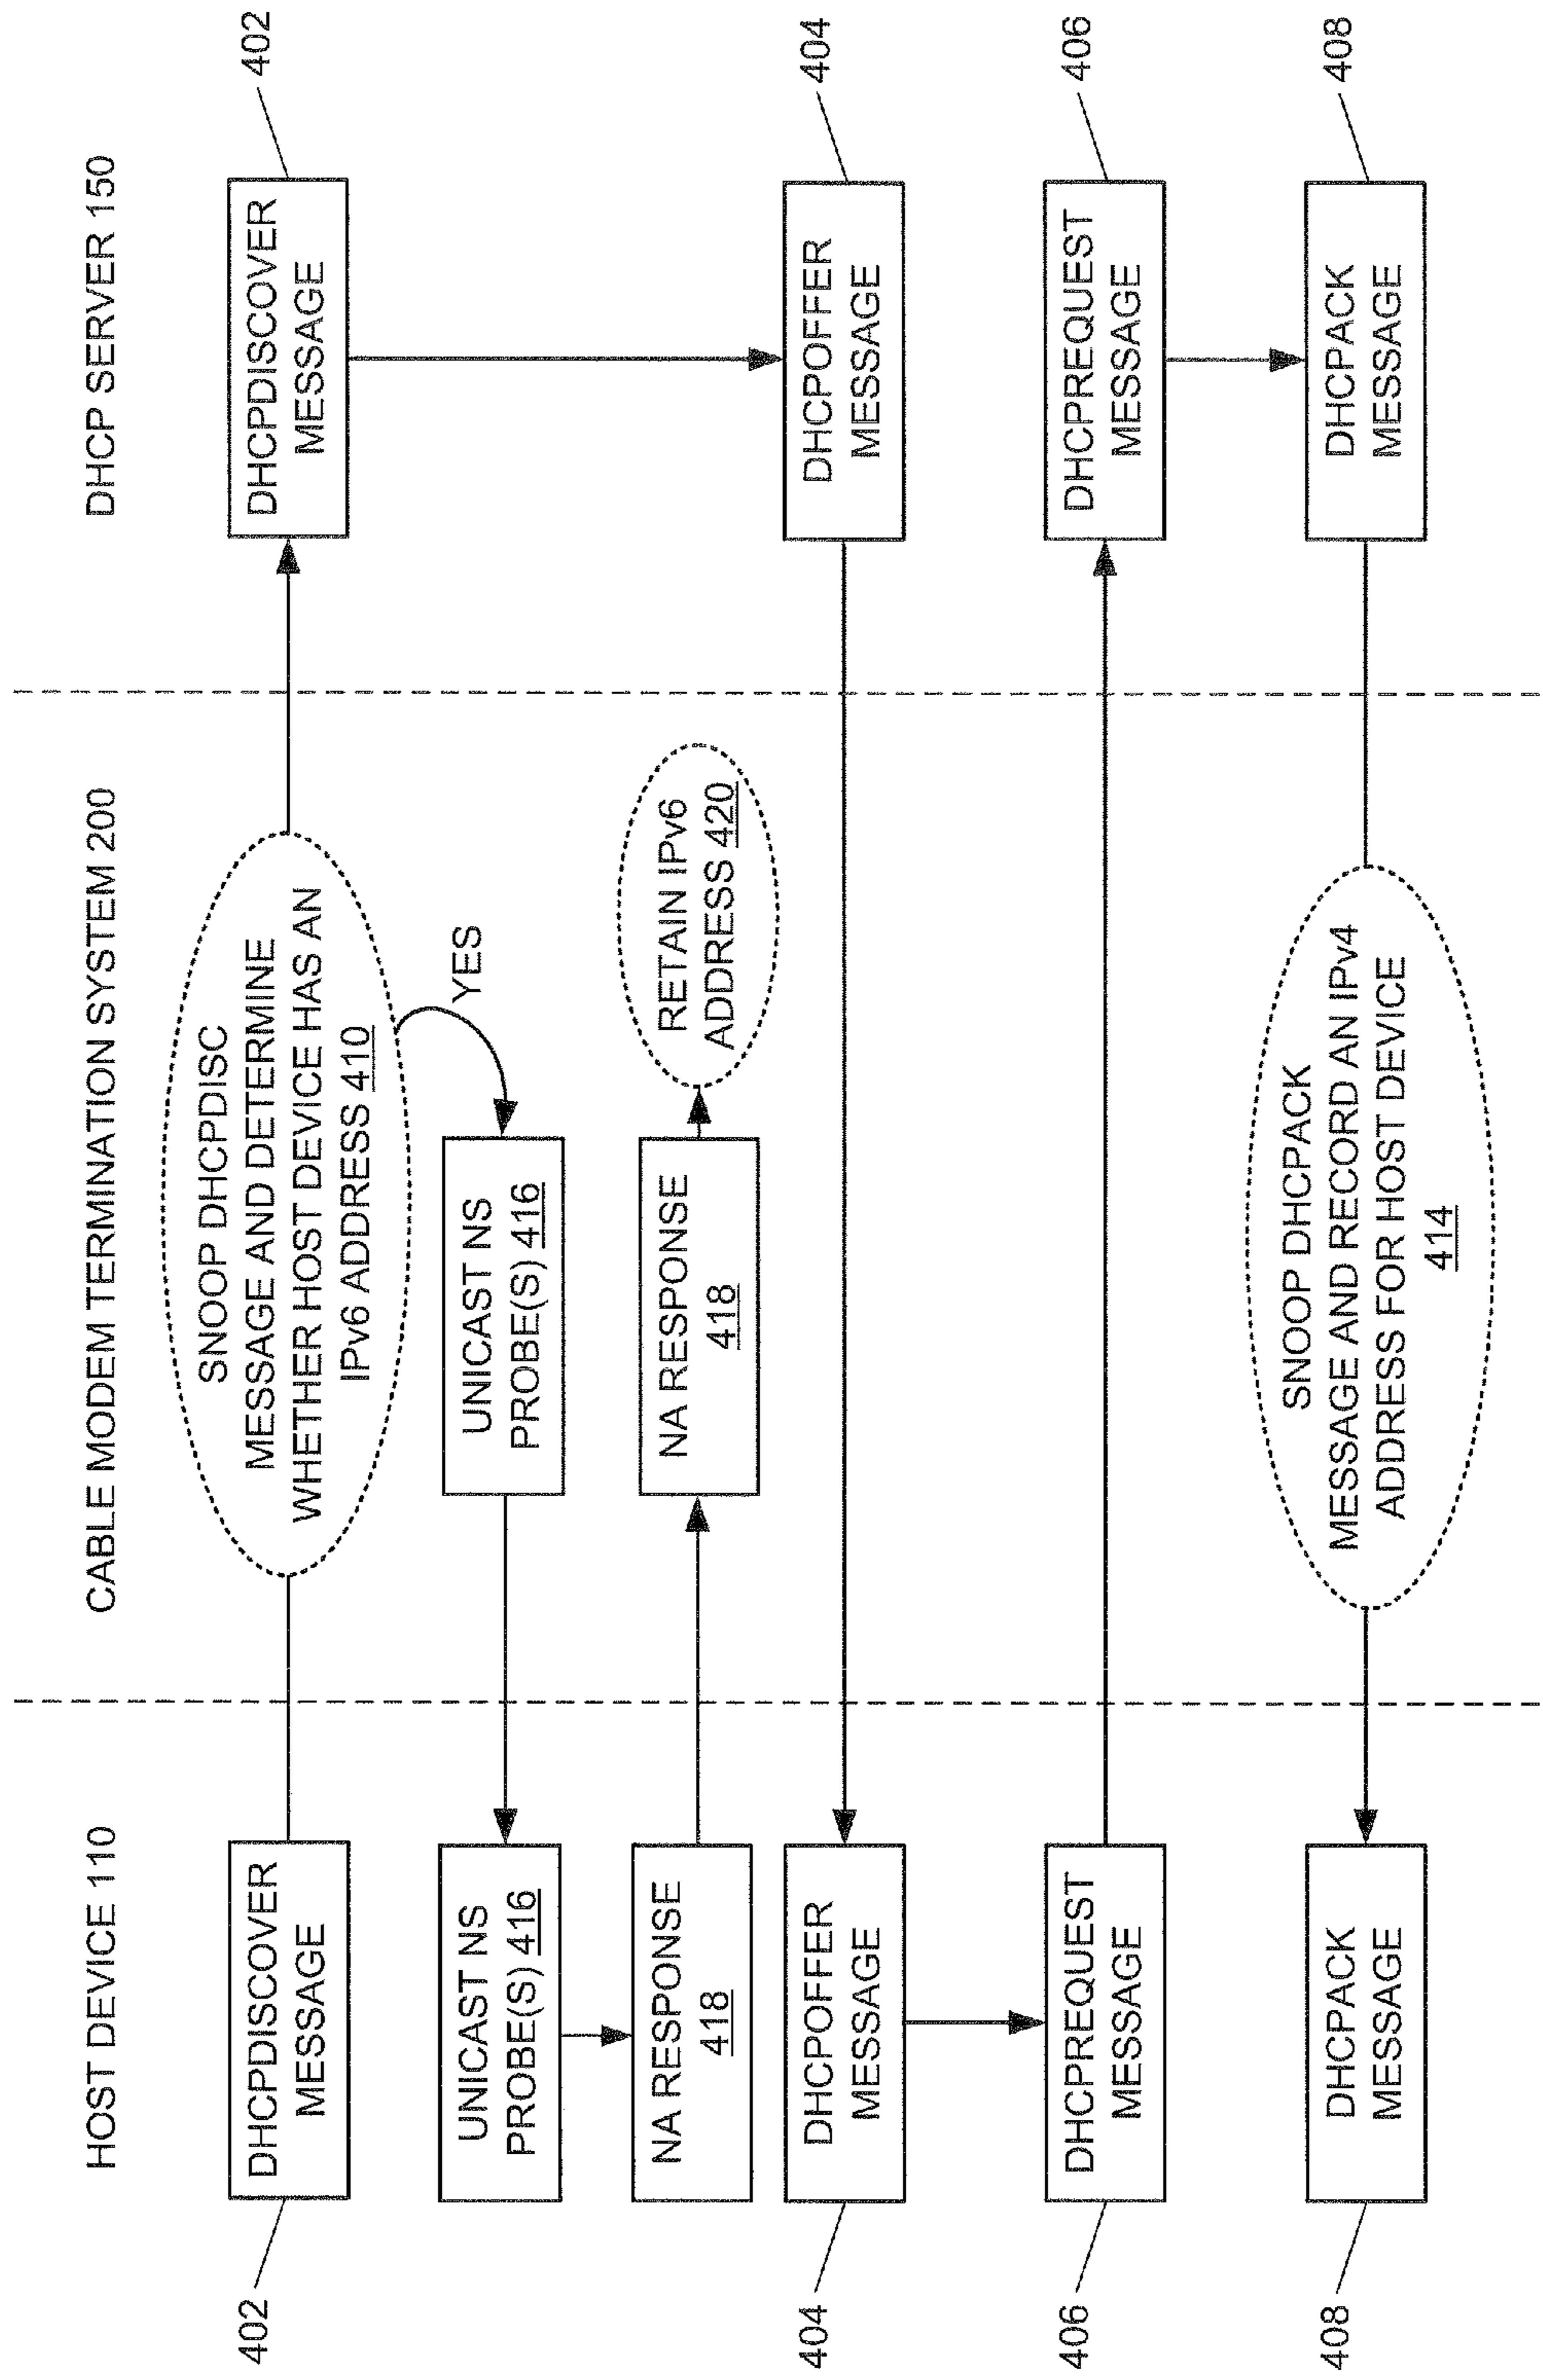 HOST DEVICE 110
CABLE MODEM TERMINATION SYSTEM 200
DHCP SERVER 150
402
DHCPDISCOVER
MESSAGE
SNOOP DHCPDISC
MESSAGE AND DETERMINE
WHETHER HOST DEVICE HAS AN
IPv6 ADDRESS 410
DHCPDISCOVER
MESSAGE
402
YES
UNICAST NS
PROBE(S) 416
UNICAST NS
PROBE(S) 416
NA RESPONSE
418
NA RESPONSE
418
RETAIN IPv6
ADDRESS 420
404
DHCPOFFER
MESSAGE
DHCPOFFER
MESSAGE
404
406
DHCPREQUEST
MESSAGE
DHCPREQUEST
MESSAGE
406
408
DHCPACK
MESSAGE
SNOOP DHCPACK
MESSAGE AND RECORD AN IPv4
ADDRESS FOR HOST DEVICE
414
DHCPACK
MESSAGE
408